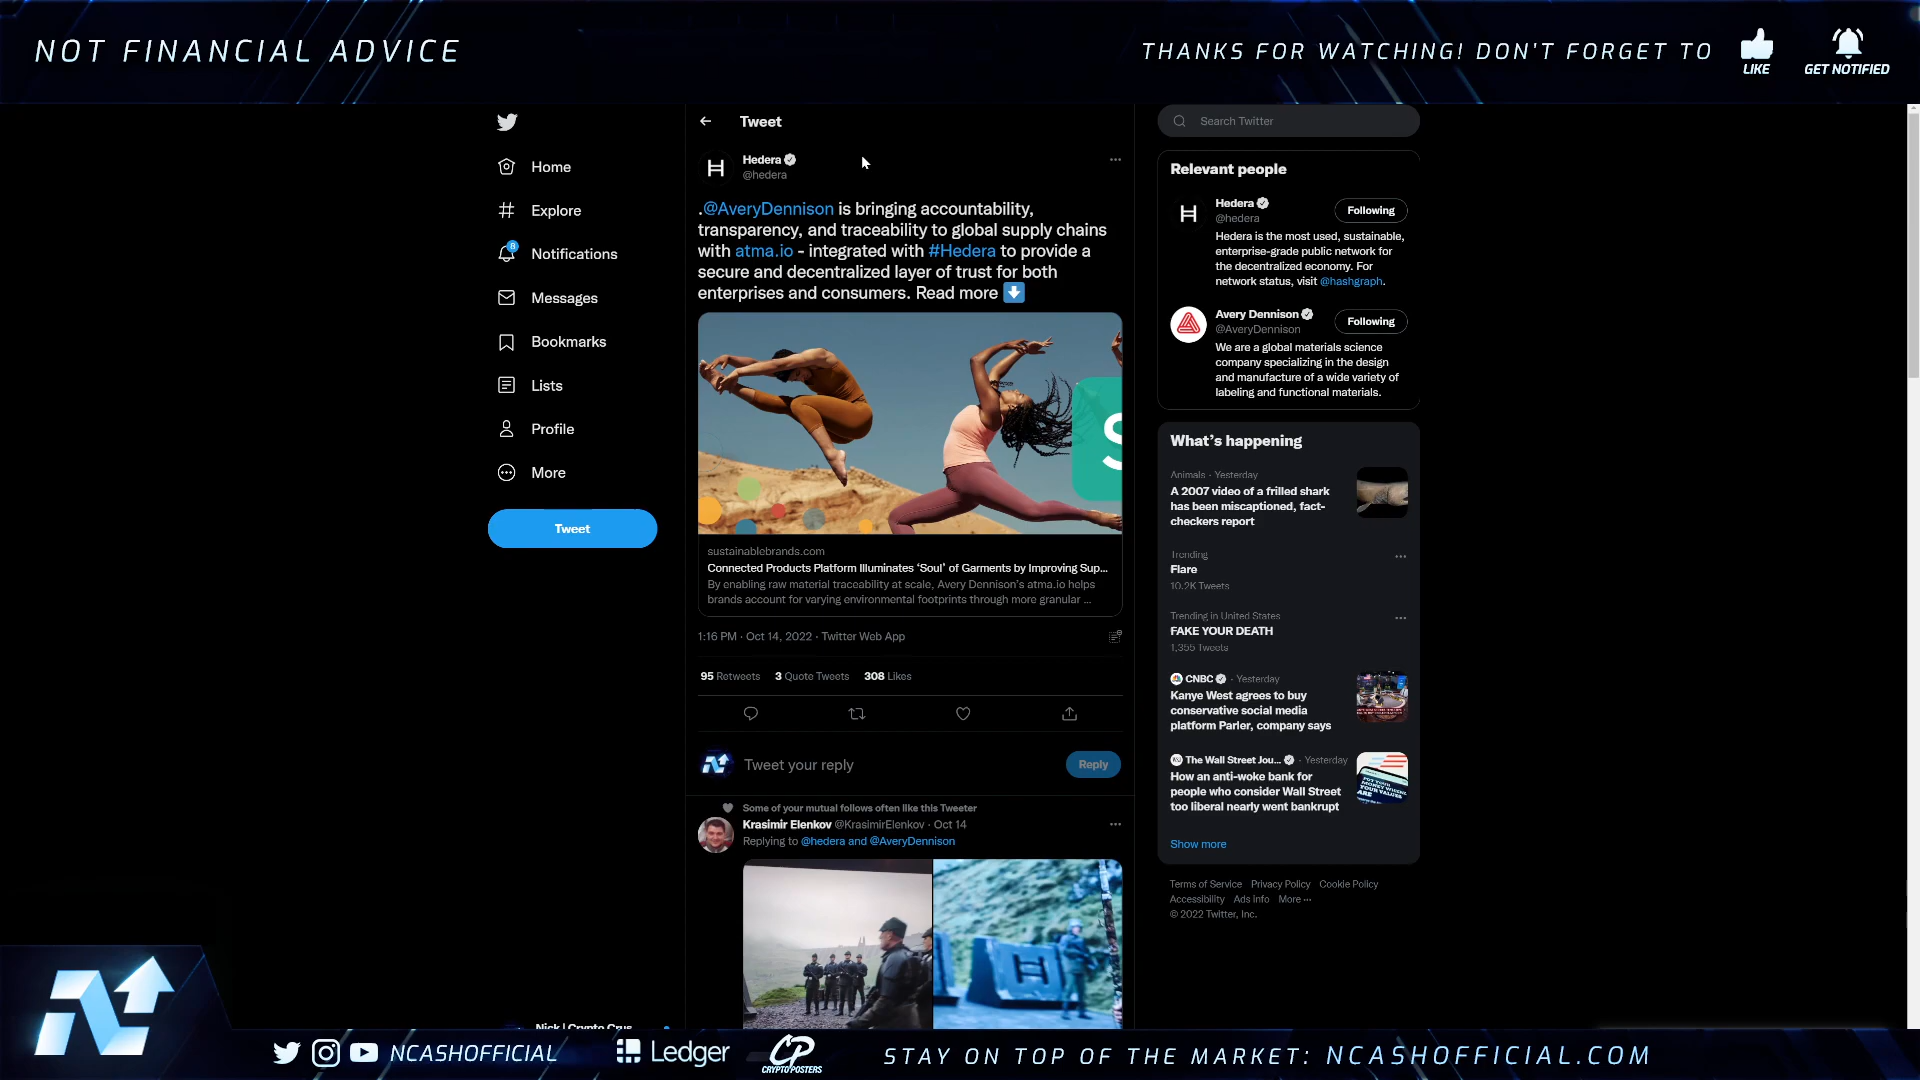 NOT FINANCIAL ADVICE
THANKS FOR WATCHING! DON'T FORGET TO
LIKE
GET NOTIFIED
Home
Explore
8
Notifications
Messages
Bookmarks
Lists
Profile
More
Tweet
Tweet
Hedera
@hedera
.@AveryDennison is bringing accountability,
transparency, and traceability to global supply chains
with atma.io - integrated with #Hedera to provide a
secure and decentralized layer of trust for both
enterprises and consumers. Read more
S
sustainablebrands.com
Connected Products Platform Illuminates ‘Soul’ of Garments by Improving Sup...
By enabling raw material traceability at scale, Avery Dennison's atma.io helps
brands account for varying environmental footprints through more granular ...
1:16 PM · Oct 14, 2022 · Twitter Web App
95 Retweets 3 Quote Tweets 308 Likes
Tweet your reply
Reply
Some of your mutual follows often like this Tweeter
Krasimir Elenkov @KrasimirElenkov · Oct 14
Replying to @hedera and @AveryDennison
Search Twitter
Relevant people
Hedera
@hedera
Following
Hedera is the most used, sustainable,
enterprise-grade public network for
the decentralized economy. For
network status, visit @hashgraph.
Avery Dennison
@AveryDennison
Following
We are a global materials science
company specializing in the design
and manufacture of a wide variety of
labeling and functional materials.
What's happening
Animals · Yesterday
A 2007 video of a frilled shark
has been miscaptioned, fact-
checkers report
Trending
Flare
10.2K Tweets
Trending in United States
FAKE YOUR DEATH
1,355 Tweets
CNBC · Yesterday
Kanye West agrees to buy
conservative social media
platform Parler, company says
The Wall Street Jou... · Yesterday
How an anti-woke bank for
people who consider Wall Street
too liberal nearly went bankrupt
Show more
Terms of Service Privacy Policy Cookie Policy
Accessibility Ads info More ···
© 2022 Twitter, Inc.
Nick | Crypto Crus
NCASHOFFICIAL
Ledger
CP
CRYPTO POSTERS
STAY ON TOP OF THE MARKET: NCASHOFFICIAL.COM